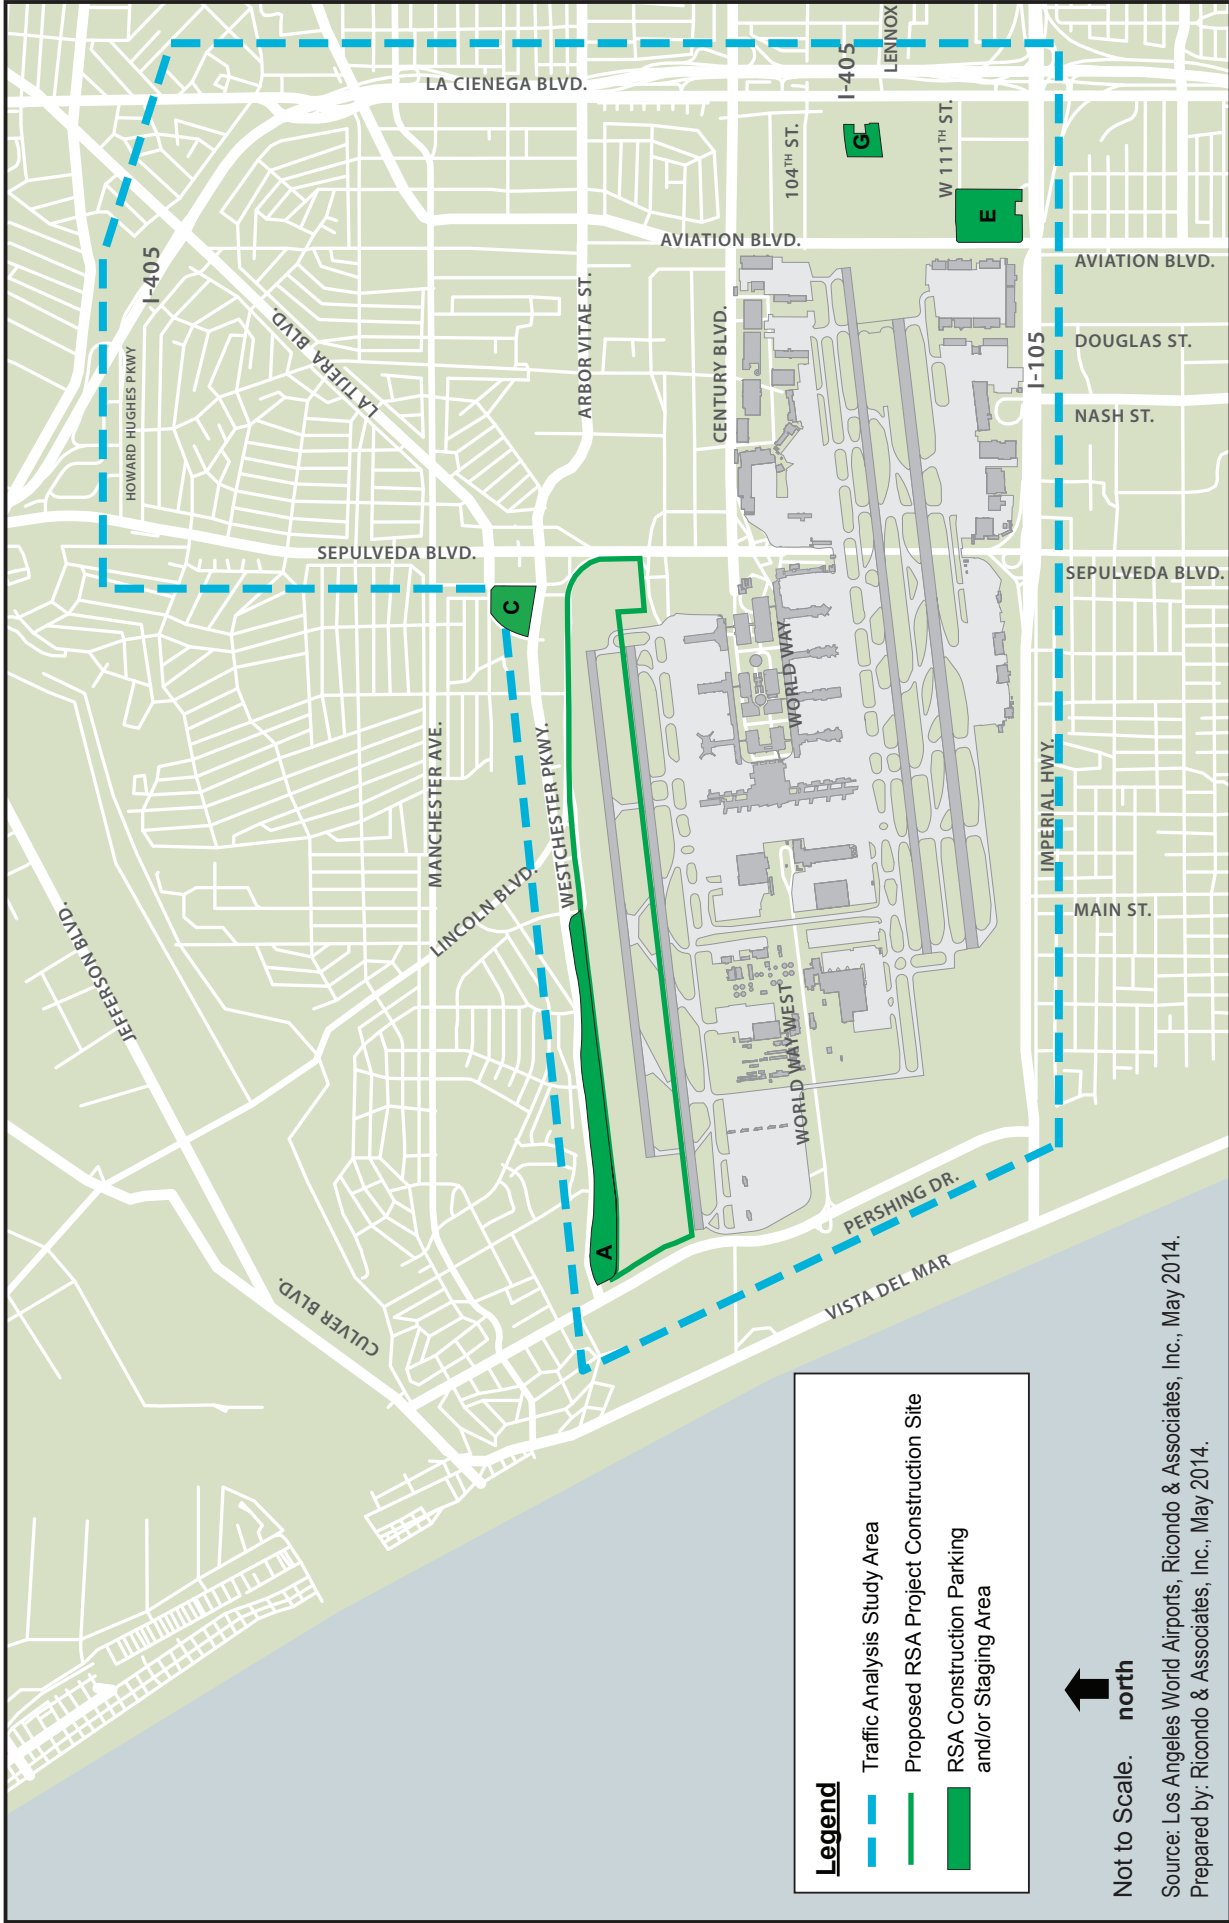 LA CIENEGA BLVD.
I-405
LENNOX
104TH ST.
G
W 111TH ST.
E
AVIATION BLVD.
AVIATION BLVD.
I-405
HOWARD HUGHES PKWY
LA TIJERA BLVD.
ARBOR VITAE ST.
CENTURY BLVD.
I-105
DOUGLAS ST.
NASH ST.
SEPULVEDA BLVD.
SEPULVEDA BLVD.
C
MANCHESTER AVE.
WESTCHESTER PKWY.
LINCOLN BLVD.
WORLD WAY
IMPERIAL HWY.
MAIN ST.
JEFFERSON BLVD.
WORLD WAY WEST
A
PERSHING DR.
VISTA DEL MAR
CULVER BLVD.
Legend
Traffic Analysis Study Area
Proposed RSA Project Construction Site
RSA Construction Parking
and/or Staging Area
Not to Scale.
north
Source: Los Angeles World Airports, Ricondo & Associates, Inc., May 2014.
Prepared by: Ricondo & Associates, Inc., May 2014.